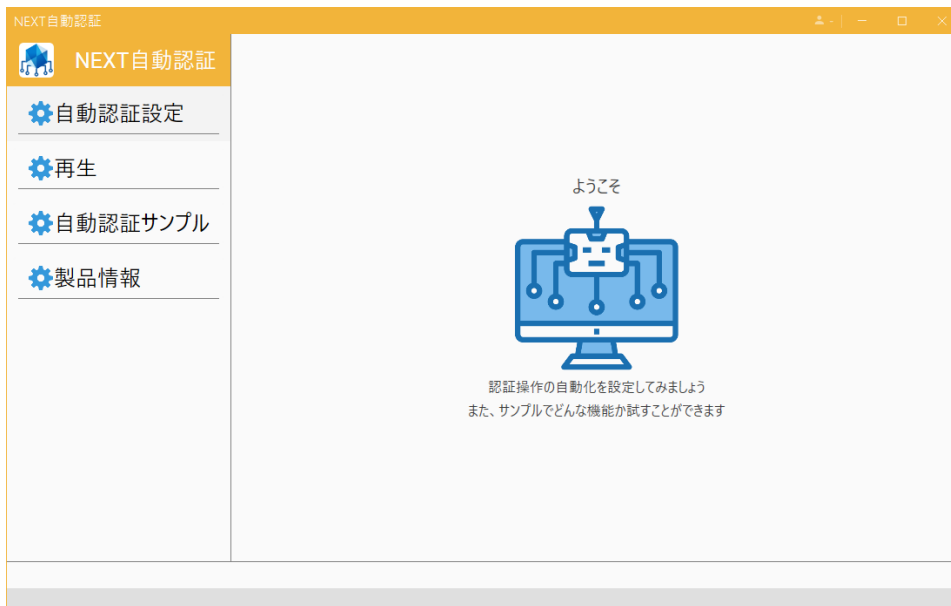 NEXT自動認証
NEXT自動認証
自動認証設定
再生
自動認証サンプル
製品情報
ようこそ
認証操作の自動化を設定してみましょう
また、サンプルでどんな機能か試すことができます